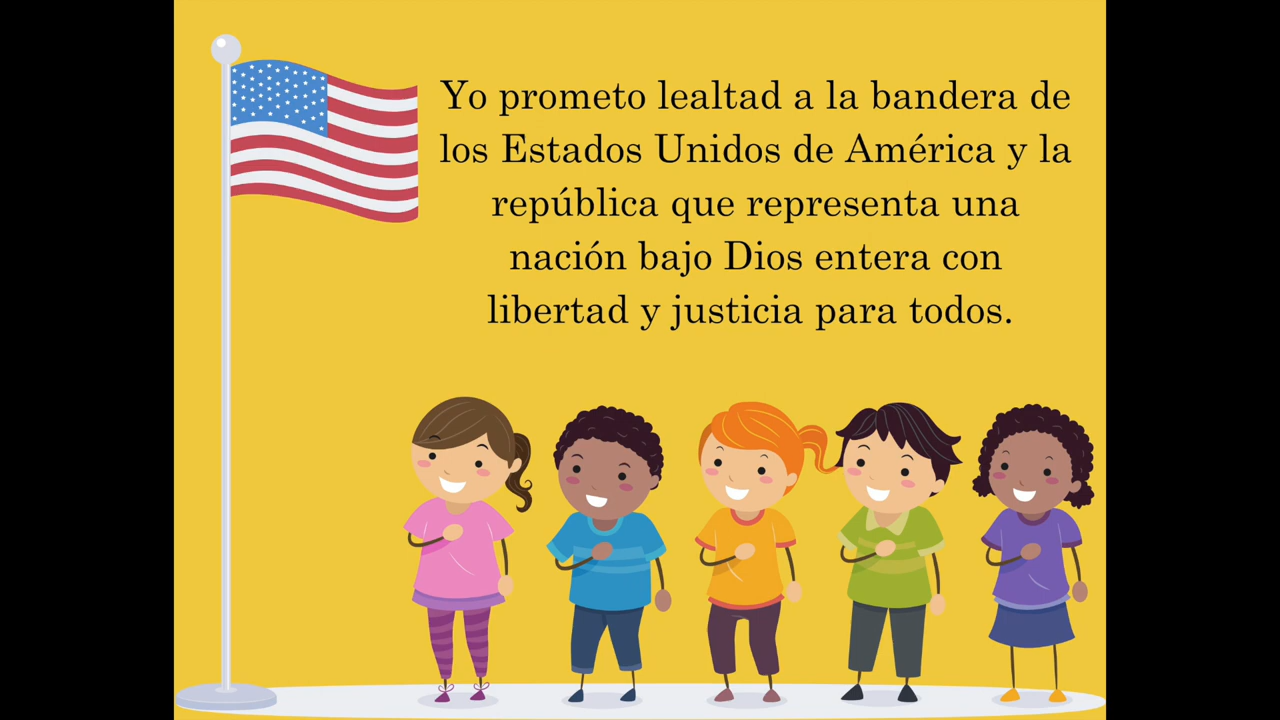 Yo prometo lealtad a la bandera de
los Estados Unidos de América y la
república que representa una
nación bajo Dios entera con
libertad y justicia para todos.